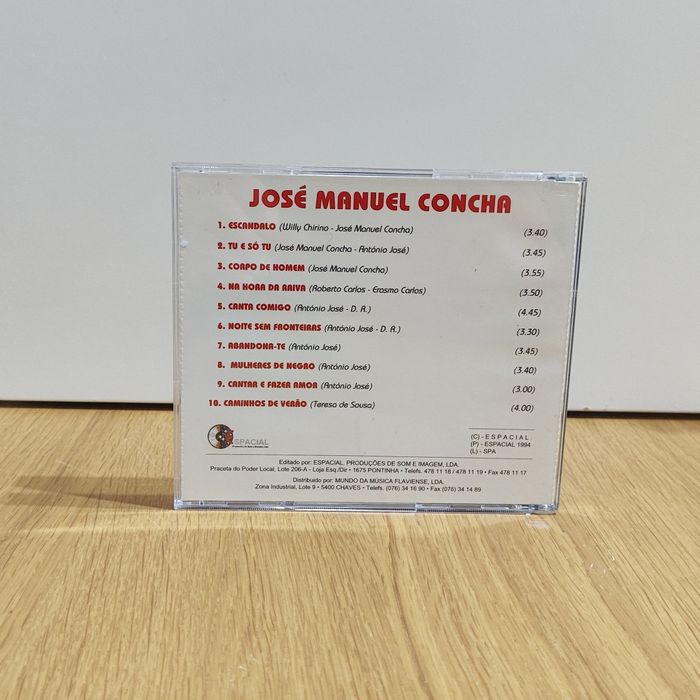 JOSÉ MANUEL CONCHA
1. ESCANDALO (Willy Chirino - José Manuel Concha) (3.40)
2. TU E SÓ TU (José Manuel Concha - António José) (3.45)
3. CORPO DE HOMEM (José Manuel Concha) (3.55)
4. NA HORA DA RAIVA (Roberto Carlos - Erasmo Carlos) (3.50)
5. CANTA COMIGO (António José - D. R.) (4.45)
6. NOITE SEM FRONTEIRAS (António José - D. R.) (3.30)
7. ABANDONA-TE (António José) (3.45)
8. MULHERES DE NEGRO (António José) (3.40)
9. CANTAR E FAZER AMOR (António José) (3.00)
10. CAMINHOS DE VERÃO (Teresa de Sousa) (4.00)
ESPACIAL
(C) - ESPACIAL
(P) - ESPACIAL 1994
(L) - SPA
Editado por: ESPACIAL, PRODUÇÕES DE SOM E IMAGEM, LDA.
Praceta do Poder Local, Lote 206-A - Loja Esq./Dir • 1675 PONTINHA • Telefs. 478 11 18 / 478 11 19 • Fax 478 11 17
Distribuido por: MUNDO DA MÚSICA FLAVIENSE, LDA.
Zona Industrial, Lote 9 • 5400 CHAVES • Telefs. (076) 34 16 90 • Fax (076) 34 14 89